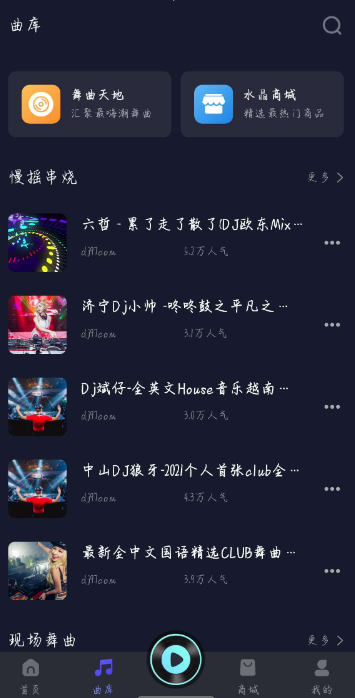 曲库
舞曲天地
汇聚最嗨潮舞曲
水晶商城
精选最热门商品
慢摇串烧
更多
六哲 - 累了走了散了(DJ欧东Mix…
5.2万人气
济宁Dj小帅 -咚咚鼓之平凡之…
3.1万人气
Dj斌仔-全英文House音乐越南…
3.0万人气
中山DJ狼牙-2021个人首张club全…
4.3万人气
最新全中文国语精选CLUB舞曲…
3.9万人气
现场舞曲
更多
首页
曲库
商城
我的